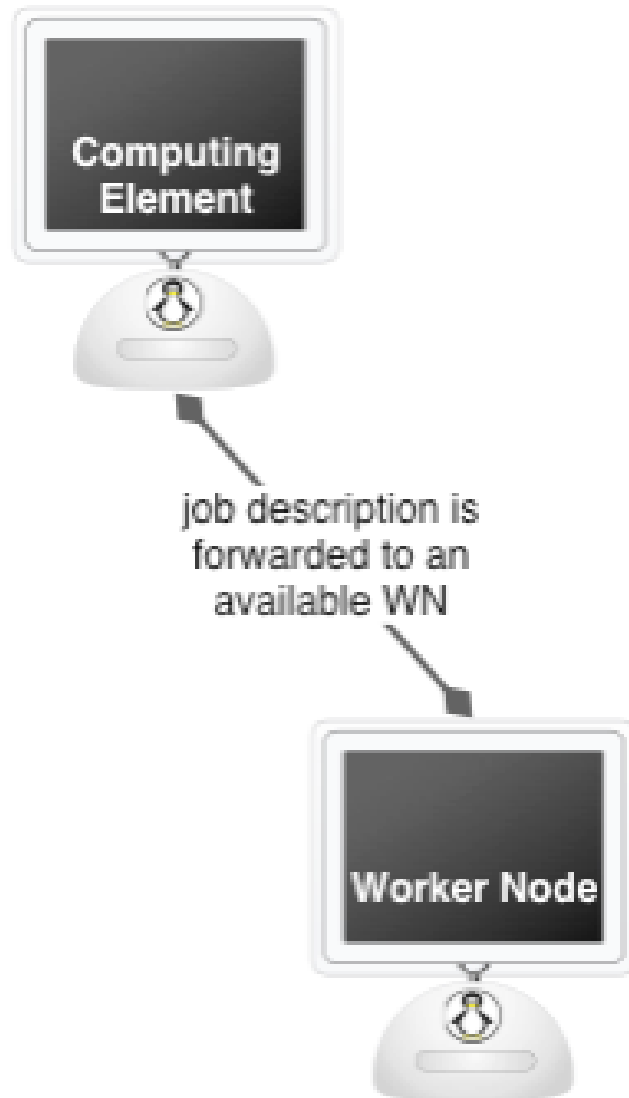 Computing
Element
job description is
forwarded to an
available WN
Worker Node